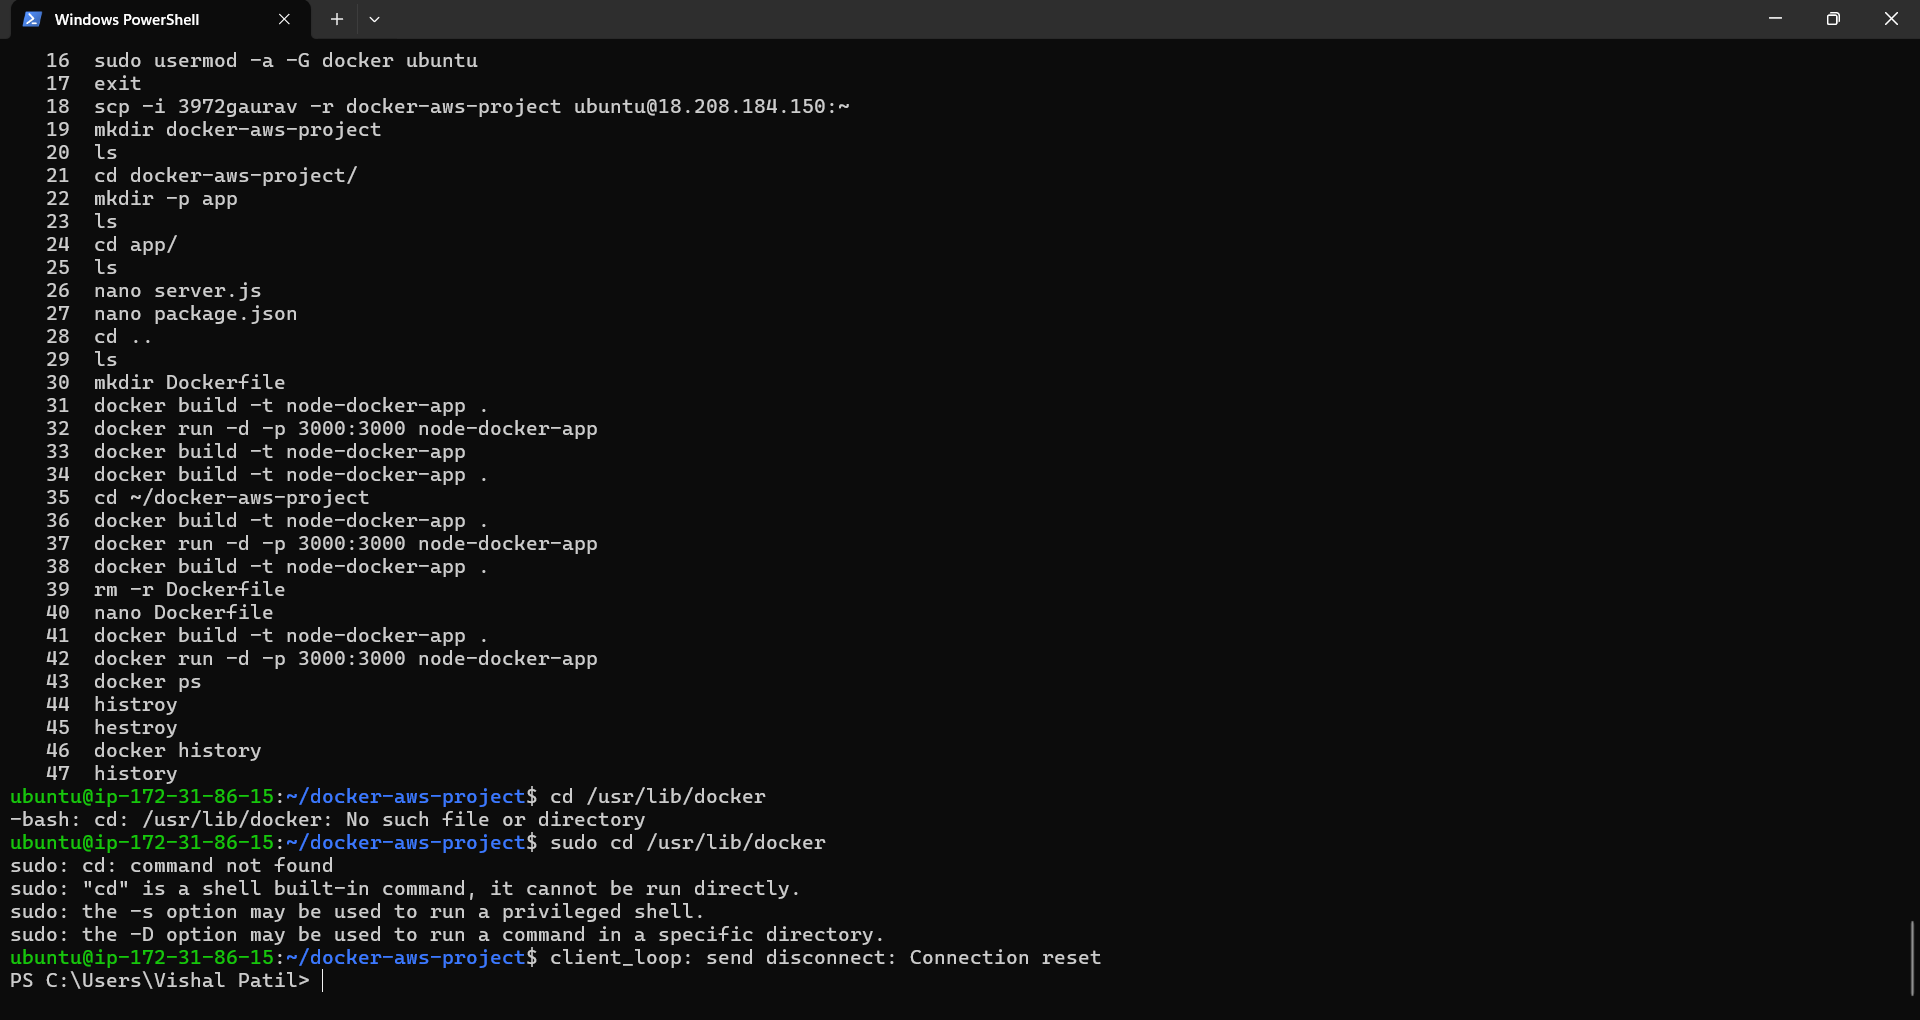 Windows PowerShell
16 sudo usermod -a -G docker ubuntu
17 exit
18 scp -i 3972gaurav -r docker-aws-project ubuntu@18.208.184.150:~
19 mkdir docker-aws-project
20 ls
21 cd docker-aws-project/
22 mkdir -p app
23 ls
24 cd app/
25 ls
26 nano server.js
27 nano package.json
28 cd ..
29 ls
30 mkdir Dockerfile
31 docker build -t node-docker-app .
32 docker run -d -p 3000:3000 node-docker-app
33 docker build -t node-docker-app
34 docker build -t node-docker-app .
35 cd ~/docker-aws-project
36 docker build -t node-docker-app .
37 docker run -d -p 3000:3000 node-docker-app
38 docker build -t node-docker-app .
39 rm -r Dockerfile
40 nano Dockerfile
41 docker build -t node-docker-app .
42 docker run -d -p 3000:3000 node-docker-app
43 docker ps
44 histroy
45 hestroy
46 docker history
47 history
ubuntu@ip-172-31-86-15:~/docker-aws-project$ cd /usr/lib/docker
-bash: cd: /usr/lib/docker: No such file or directory
ubuntu@ip-172-31-86-15:~/docker-aws-project$ sudo cd /usr/lib/docker
sudo: cd: command not found
sudo: "cd" is a shell built-in command, it cannot be run directly.
sudo: the -s option may be used to run a privileged shell.
sudo: the -D option may be used to run a command in a specific directory.
ubuntu@ip-172-31-86-15:~/docker-aws-project$ client_loop: send disconnect: Connection reset
PS C:\Users\Vishal Patil>